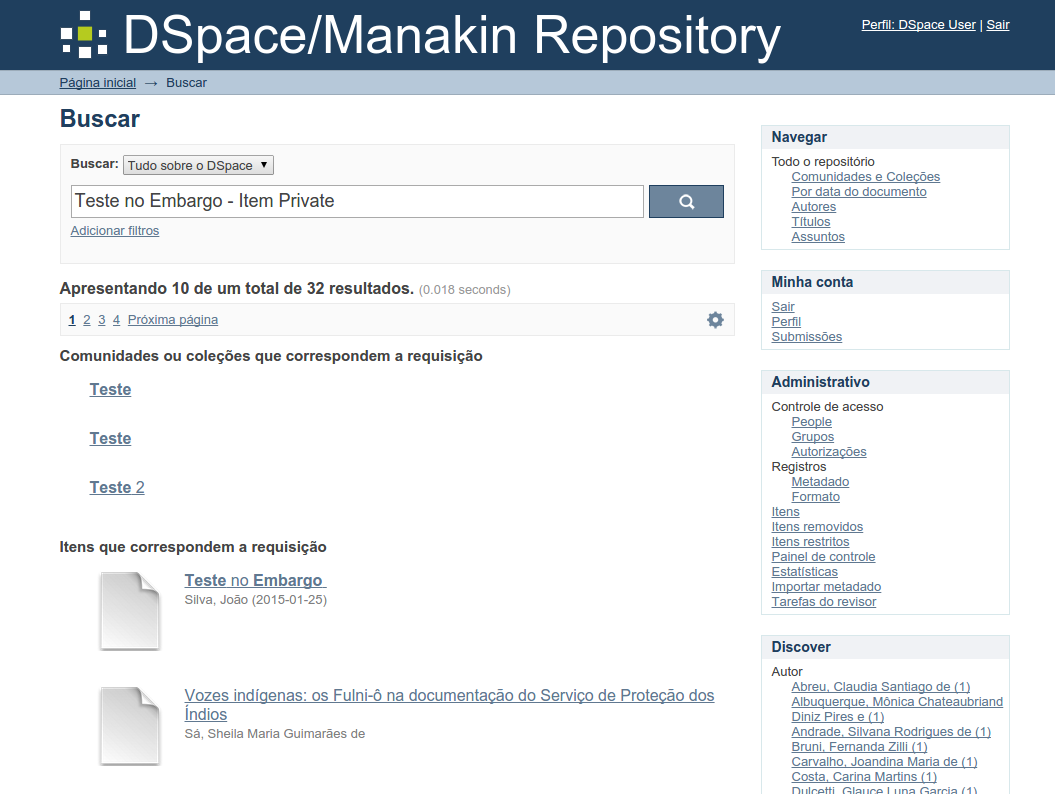 DSpace/Manakin Repository
Perfil: DSpace User | Sair
Página inicial → Buscar
Buscar
Buscar: Tudo sobre o DSpace
Teste no Embargo - Item Private
Adicionar filtros
Apresentando 10 de um total de 32 resultados. (0.018 seconds)
1 2 3 4 Próxima página
Comunidades ou coleções que correspondem a requisição
Teste
Teste
Teste 2
Itens que correspondem a requisição
Teste no Embargo
Silva, João (2015-01-25)
Vozes indígenas: os Fulni-ô na documentação do Serviço de Proteção dos
Índios
Sá, Sheila Maria Guimarães de
Navegar
Todo o repositório
Comunidades e Coleções
Por data do documento
Autores
Títulos
Assuntos
Minha conta
Sair
Perfil
Submissões
Administrativo
Controle de acesso
People
Grupos
Autorizações
Registros
Metadado
Formato
Itens
Itens removidos
Itens restritos
Painel de controle
Estatísticas
Importar metadado
Tarefas do revisor
Discover
Autor
Abreu, Claudia Santiago de (1)
Albuquerque, Mônica Chateaubriand
Diniz Pires e (1)
Andrade, Silvana Rodrigues de (1)
Bruni, Fernanda Zilli (1)
Carvalho, Joandina Maria de (1)
Costa, Carina Martins (1)
Dulcetti, Glauce Luna Garcia (1)